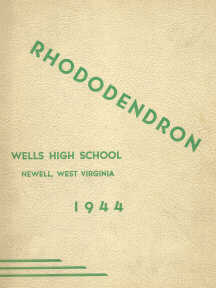 RHODODENDRON
WELLS HIGH SCHOOL
NEWELL, WEST VIRGINIA
1944